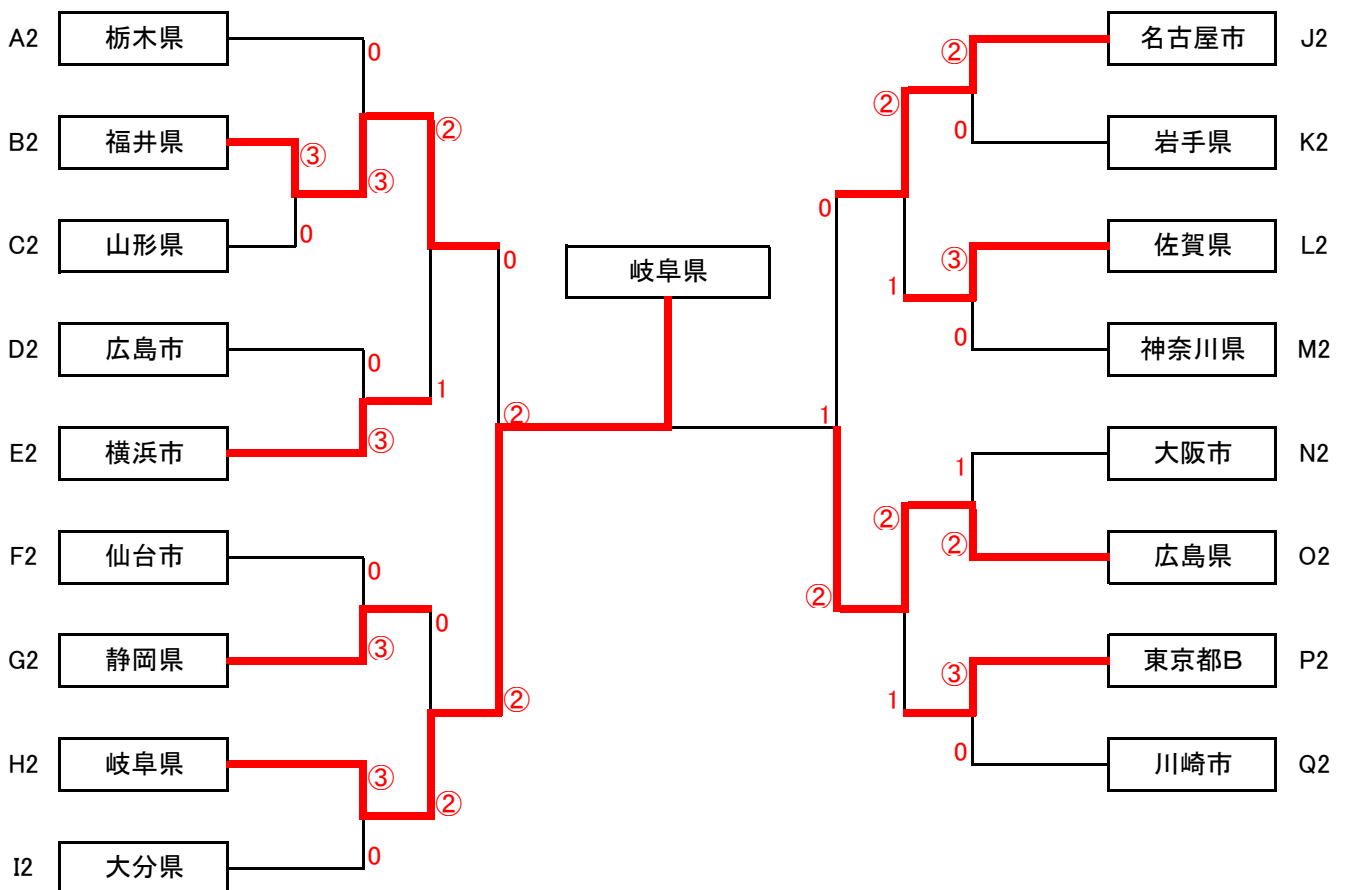 A2 栃木県 0
B2 福井県 ③ ③ ②
C2 山形県 0
0
D2 広島市 0
1
E2 横浜市 ③
F2 仙台市 0
0
G2 静岡県 ③
②
H2 岐阜県 ③ ②
I2 大分県 0
岐阜県
② 1
② 名古屋市 J2
②
0 岩手県 K2
0
③ 佐賀県 L2
1
0 神奈川県 M2
1 大阪市 N2
②
② 広島県 O2
②
③ 東京都B P2
1
0 川崎市 Q2